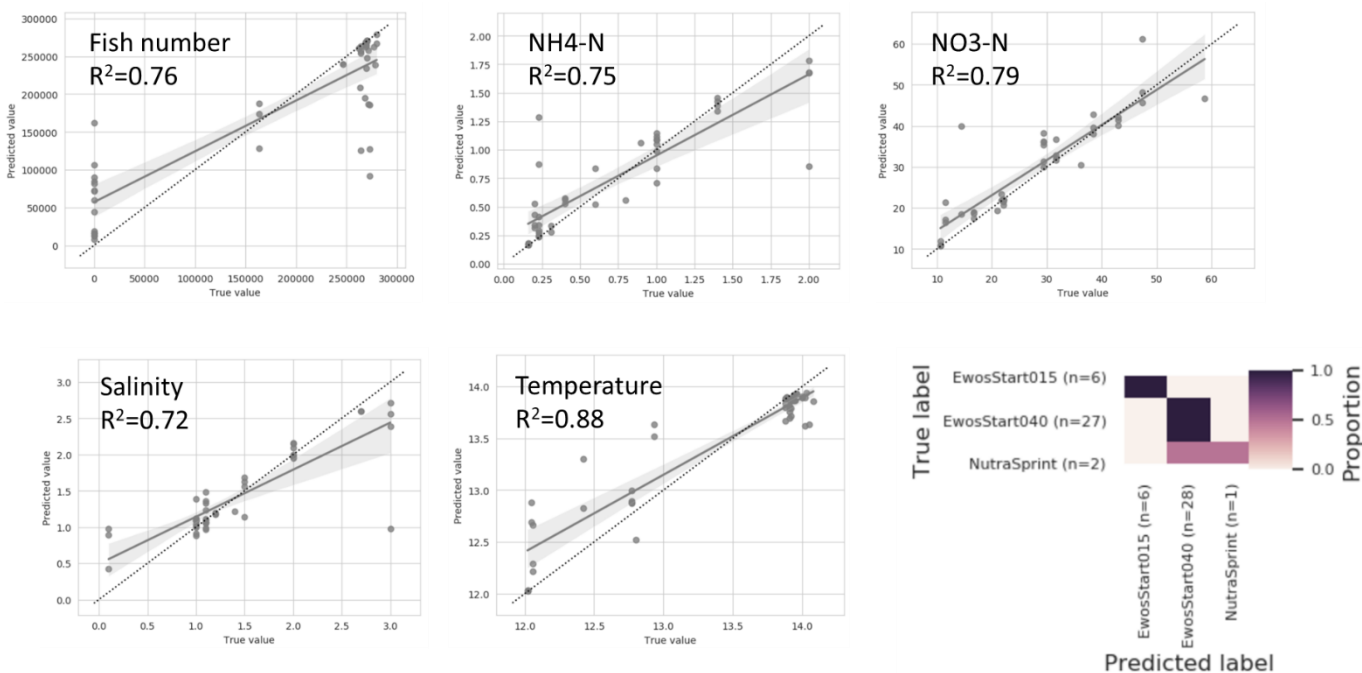 Fish number
R²=0.76
300000
250000
200000
150000
100000
50000
0
Predicted value
0 50000 100000 150000 200000 250000 300000
True value
NH4-N
R²=0.75
2.00
1.75
1.50
1.25
1.00
0.75
0.50
0.25
0.00
Predicted value
0.00 0.25 0.50 0.75 1.00 1.25 1.50 1.75 2.00
True value
NO3-N
R²=0.79
60
50
40
30
20
10
Predicted value
10 20 30 40 50 60
True value
Salinity
R²=0.72
3.0
2.5
2.0
1.5
1.0
0.5
0.0
Predicted value
0.0 0.5 1.0 1.5 2.0 2.5 3.0
True value
Temperature
R²=0.88
14.0
13.5
13.0
12.5
12.0
Predicted value
12.0 12.5 13.0 13.5 14.0
True value
True label
EwosStart015 (n=6)
EwosStart040 (n=27)
NutraSprint (n=2)
1.0
0.5
0.0
Proportion
EwosStart015 (n=6)
EwosStart040 (n=28)
NutraSprint (n=1)
Predicted label